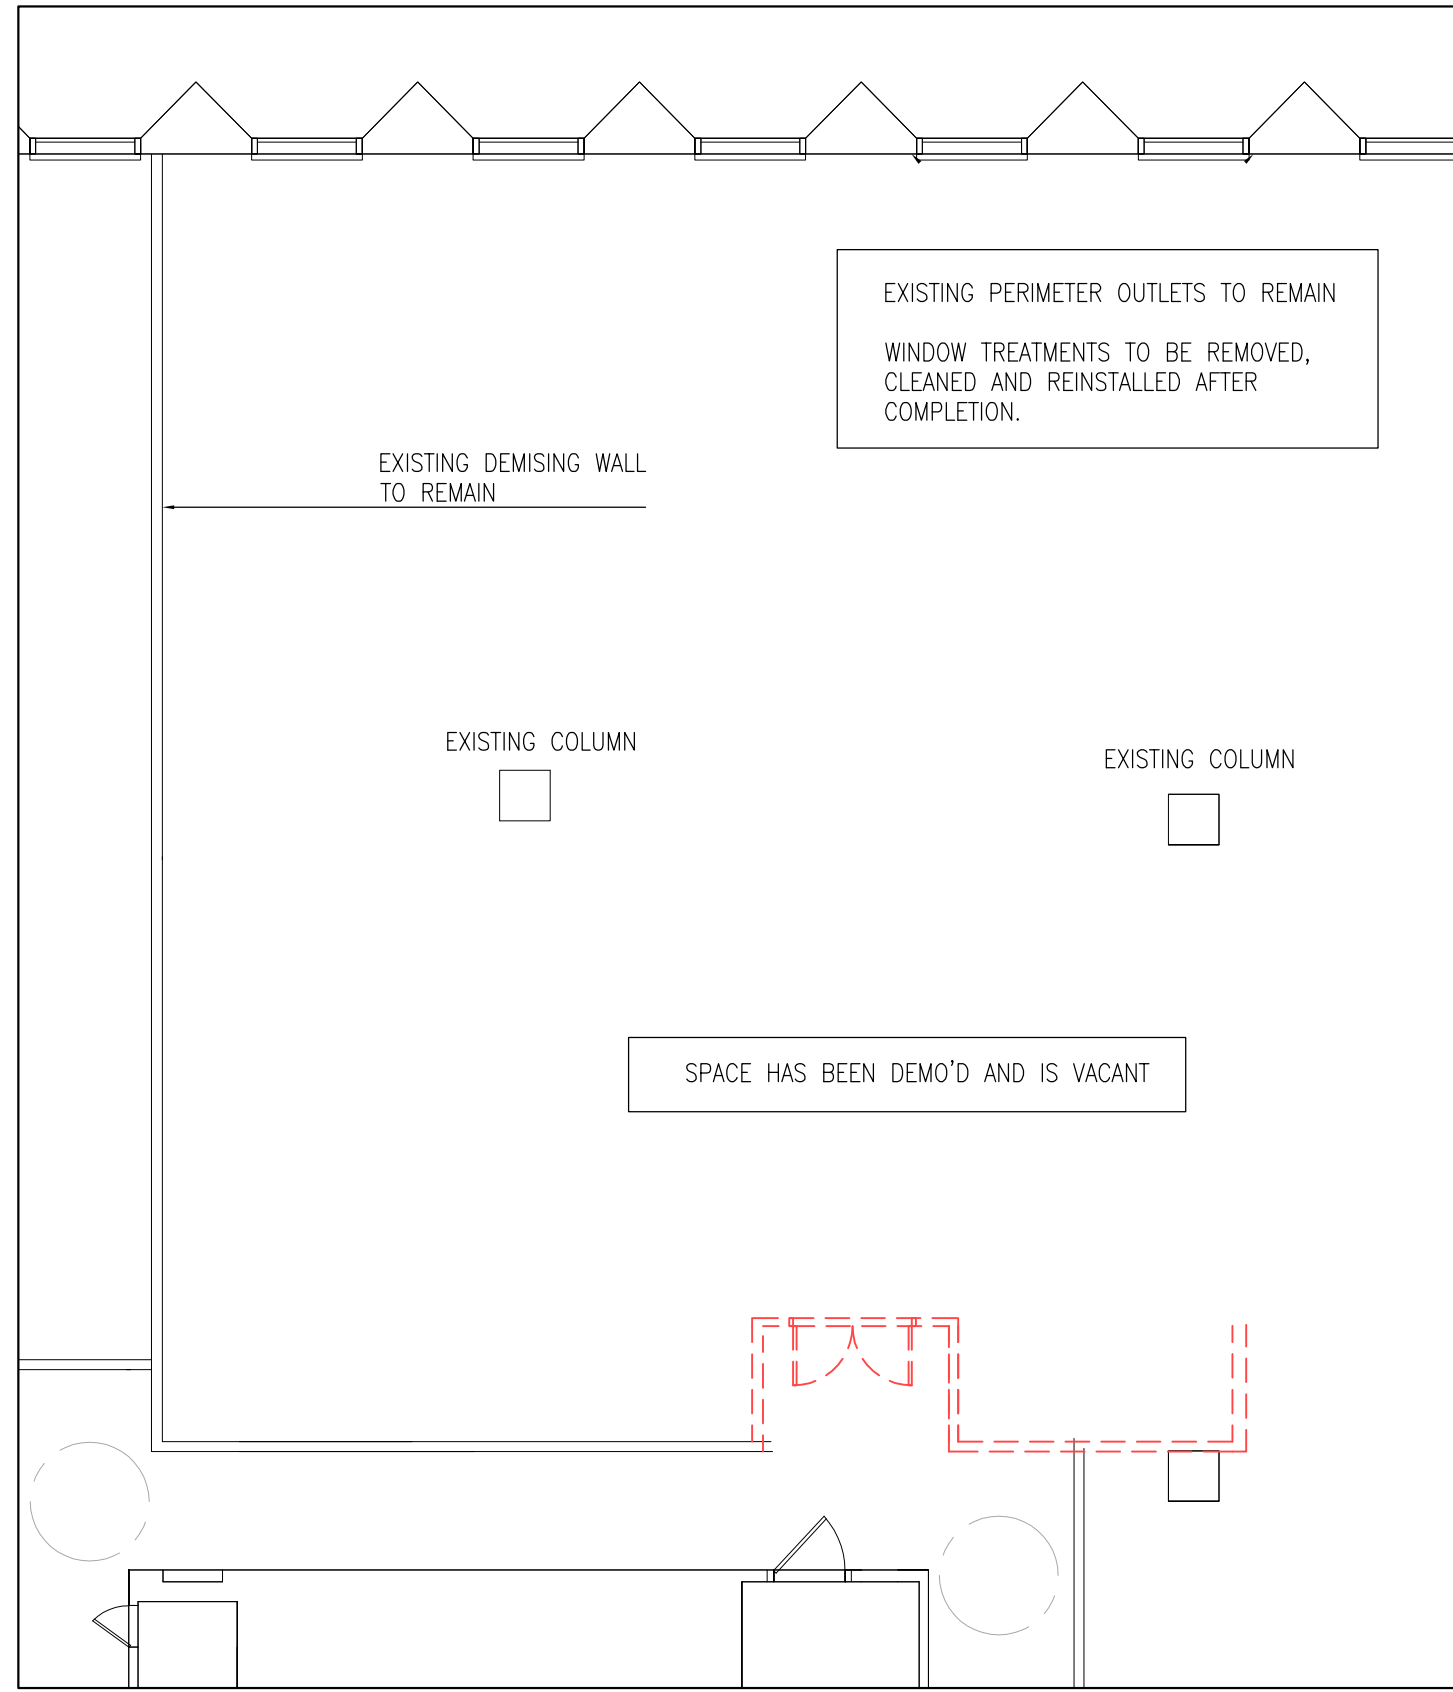 EXISTING PERIMETER OUTLETS TO REMAIN
WINDOW TREATMENTS TO BE REMOVED,
CLEANED AND REINSTALLED AFTER
COMPLETION.
EXISTING DEMISING WALL
TO REMAIN
EXISTING COLUMN
EXISTING COLUMN
SPACE HAS BEEN DEMO'D AND IS VACANT